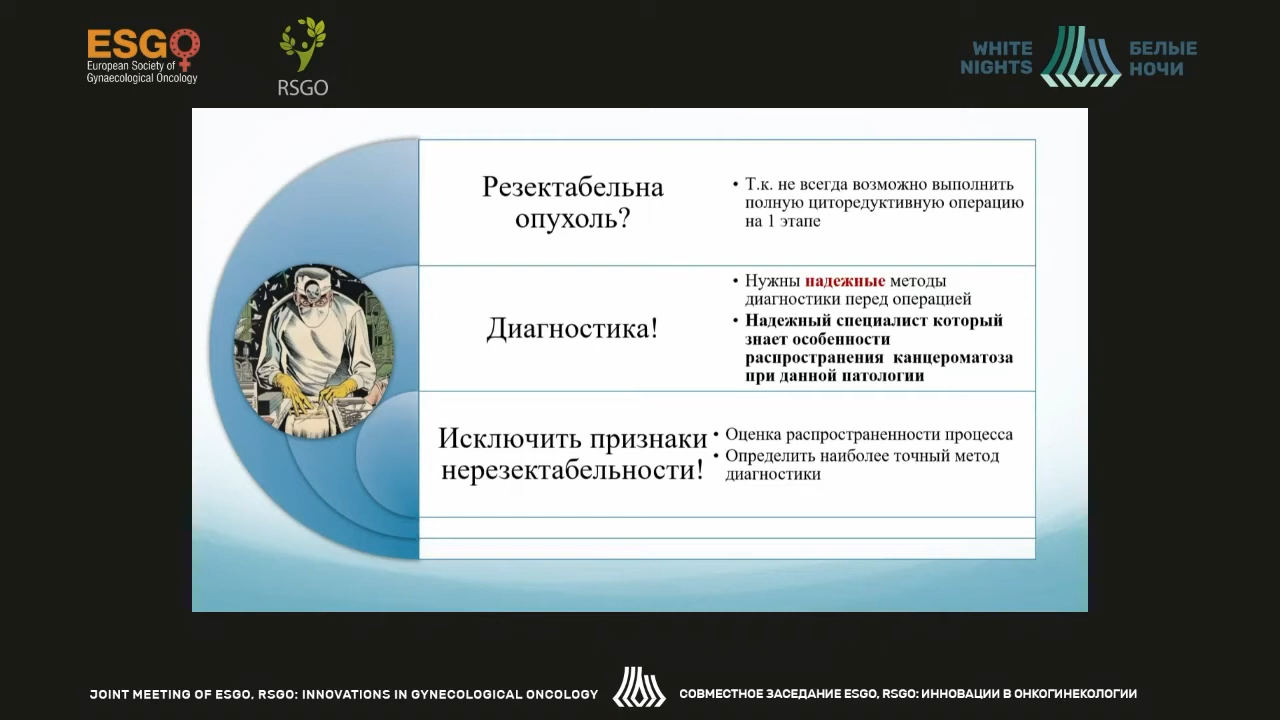 ESGO
European Society of
Gynaecological Oncology
RSGO
WHITE
NIGHTS
БЕЛЫЕ
НОЧИ
Резектабельна
опухоль?
• Т.к. не всегда возможно выполнить
полную циторедуктивную операцию
на 1 этапе
Диагностика!
• Нужны надежные методы
диагностики перед операцией
• Надежный специалист который
знает особенности
распространения канцероматоза
при данной патологии
Исключить признаки
нерезектабельности!
• Оценка распространенности процесса
• Определить наиболее точный метод
диагностики
JOINT MEETING OF ESGO, RSGO: INNOVATIONS IN GYNECOLOGICAL ONCOLOGY
СОВМЕСТНОЕ ЗАСЕДАНИЕ ESGO, RSGO: ИННОВАЦИИ В ОНКОГИНЕКОЛОГИИ